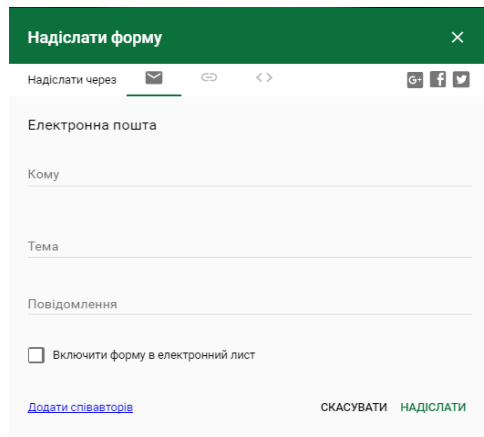 Надіслати форму
Надіслати через
G+
Електронна пошта
Кому
Тема
Повідомлення
Включити форму в електронний лист
Додати співавторів СКАСУВАТИ НАДІСЛАТИ